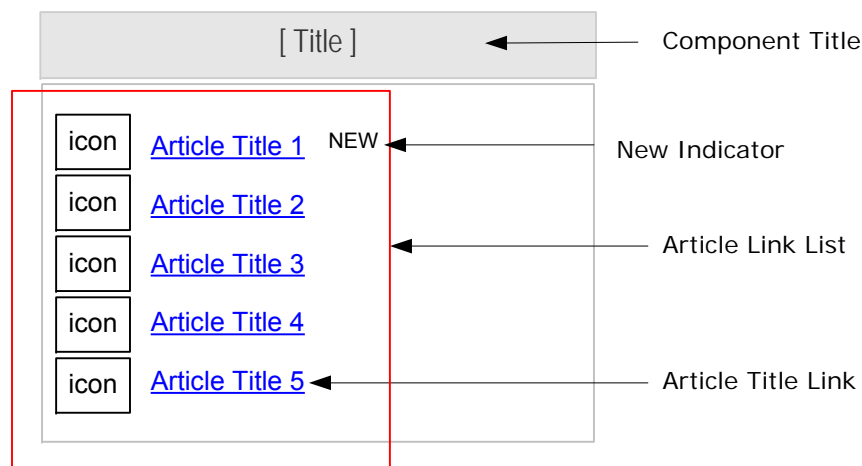 [ Title ]
Component Title
icon Article Title 1 NEW
New Indicator
icon Article Title 2
Article Link List
icon Article Title 3
icon Article Title 4
icon Article Title 5
Article Title Link